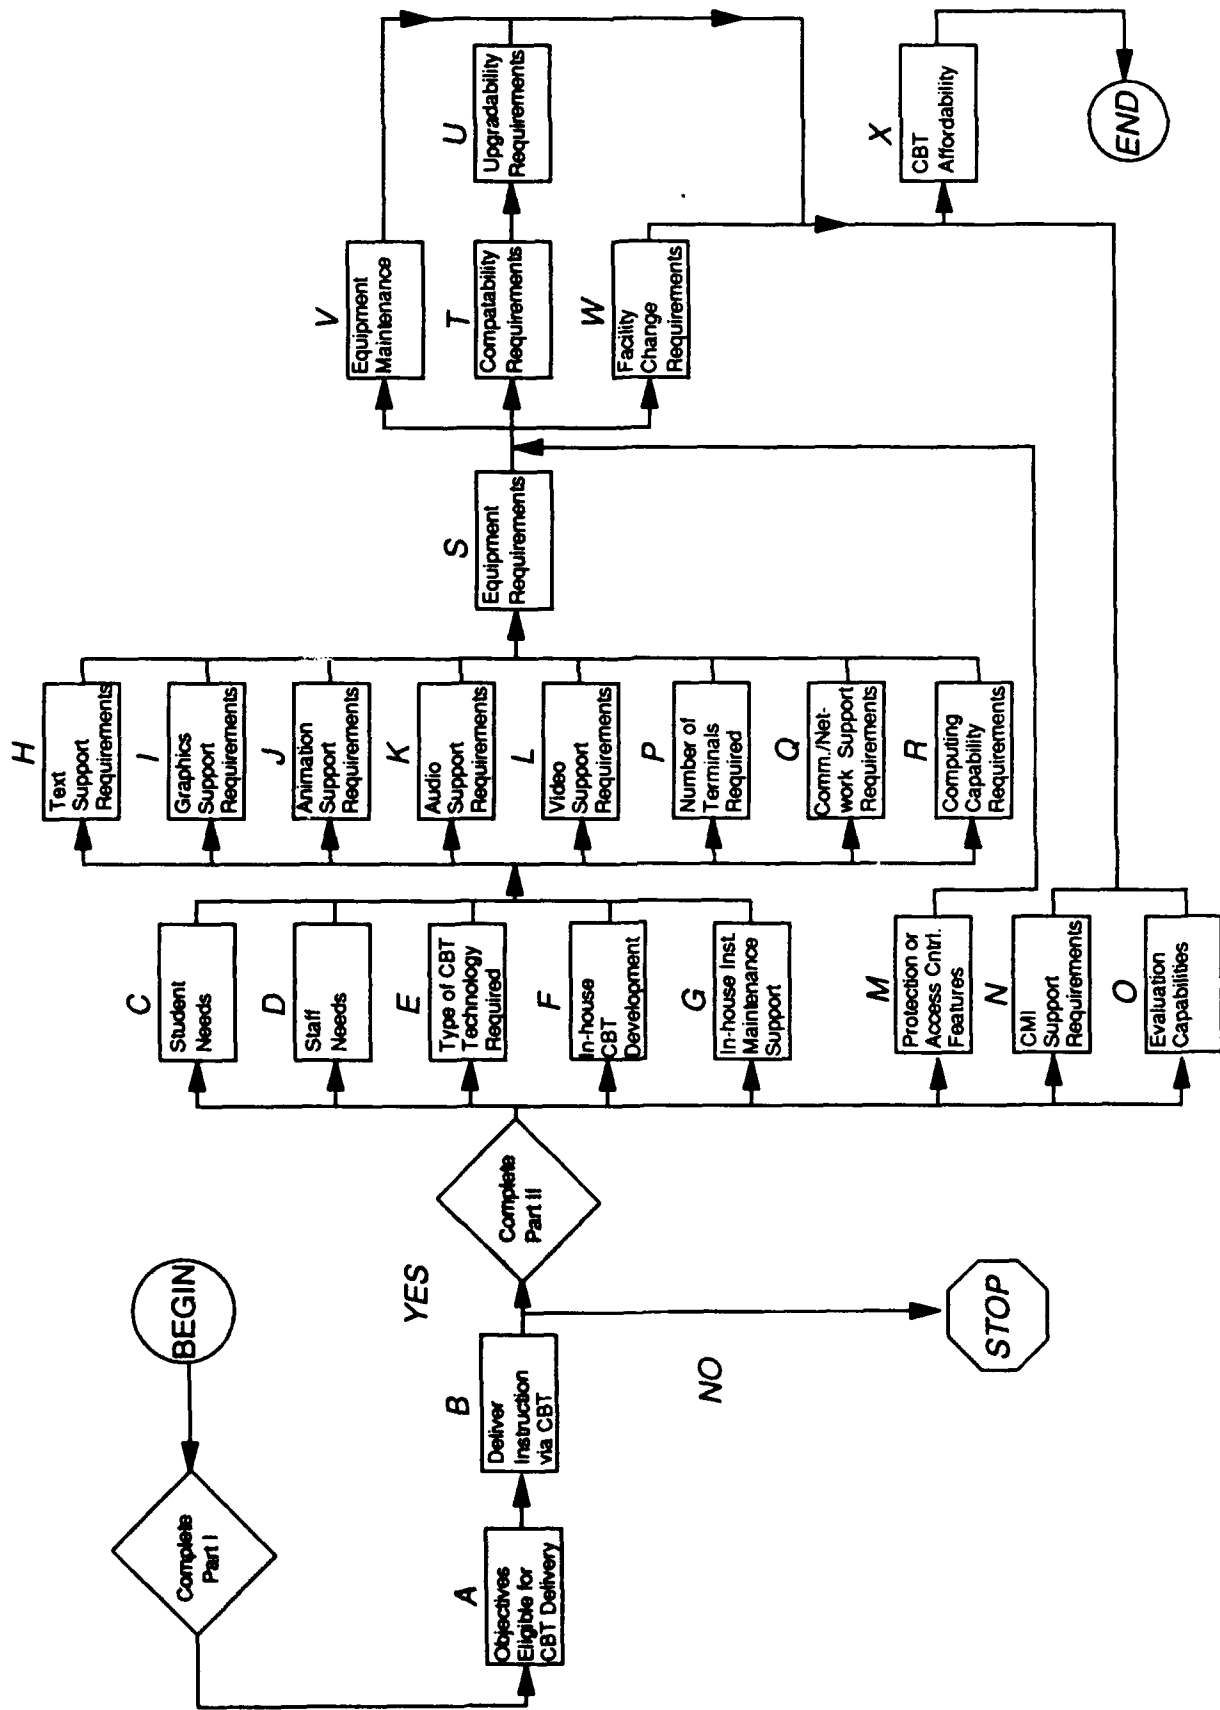 BEGIN
Complete
Part I
A
Objectives
Eligible for
CBT Delivery
B
Deliver
Instruction
via CBT
YES
NO
STOP
Complete
Part II
C
Student
Needs
D
Staff
Needs
E
Type of CBT
Technology
Required
F
In-house
CBT
Development
G
In-house Inst.
Maintenance
Support
M
Protection or
Access Cntrl.
Features
N
CMI
Support
Requirements
O
Evaluation
Capabilities
H
Text
Support
Requirements
I
Graphics
Support
Requirements
J
Animation
Support
Requirements
K
Audio
Support
Requirements
L
Video
Support
Requirements
P
Number of
Terminals
Required
Q
Comm./Net-
work Support
Requirements
R
Computing
Capability
Requirements
S
Equipment
Requirements
V
Equipment
Maintenance
T
Compatability
Requirements
W
Facility
Change
Requirements
U
Upgradability
Requirements
X
CBT
Affordability
END